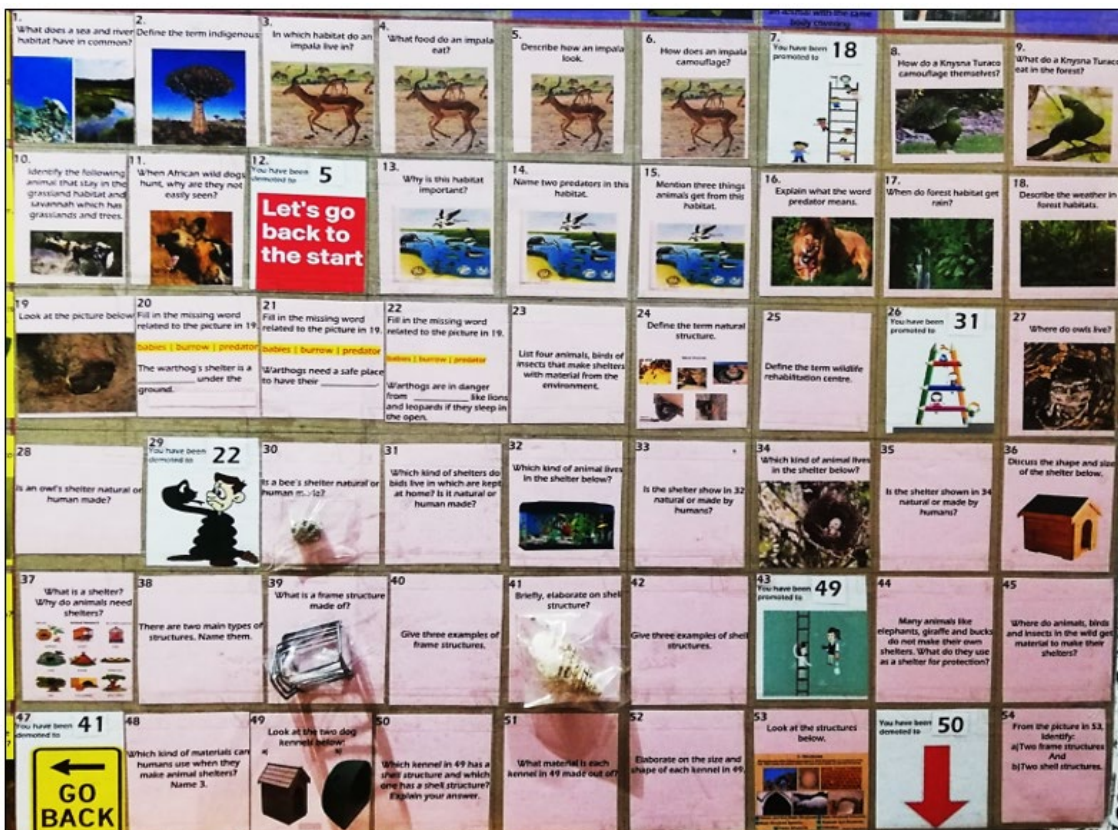 an animal with the same
body covering
1.
What does a sea and river
habitat have in common?
2.
Define the term indigenous
3.
In which habitat do an
impala live in?
4.
What food do an impala
eat?
5.
Describe how an impala
look.
6.
How does an impala
camouflage?
7.
You have been
promoted to 18
8.
How do a Knysna Turaco
camouflage themselves?
9.
What do a Knysna Turaco
eat in the forest?
10.
Identify the following
animal that stay in the
grassland habitat and
savannah which has
grasslands and trees.
11.
When African wild dogs
hunt, why are they not
easily seen?
12.
You have been
demoted to 5
Let's go
back to
the start
13.
Why is this habitat
important?
14.
Name two predators in this
habitat.
15.
Mention three things
animals get from this
habitat.
16.
Explain what the word
predator means.
17.
When do forest habitat get
rain?
18.
Describe the weather in
forest habitats.
19
Look at the picture below
20
Fill in the missing word
related to the picture in 19.
babies | burrow | predator
The warthog's shelter is a
__________ under the
ground.
21
Fill in the missing word
related to the picture in 19.
babies | burrow | predator
Warthogs need a safe place
to have their __________.
22
Fill in the missing word
related to the picture in 19.
babies | burrow | predator
Warthogs are in danger
from __________ like lions
and leopards if they sleep in
the open.
23
List four animals, birds of
insects that make shelters
with material from the
environment.
24
Define the term natural
structure.
25
Define the term wildlife
rehabilitation centre.
26
You have been
promoted to 31
27
Where do owls live?
28
Is an owl's shelter natural or
human made?
29
You have been
demoted to 22
30
Is a bee's shelter natural or
human made?
31
Which kind of shelters do
bids live in which are kept
at home? Is it natural or
human made?
32
Which kind of animal lives
in the shelter below?
33
Is the shelter show in 32
natural or made by
humans?
34
Which kind of animal lives
in the shelter below?
35
Is the shelter shown in 34
natural or made by
humans?
36
Discuss the shape and size
of the shelter below.
37
What is a shelter?
Why do animals need
shelters?
38
There are two main types of
structures. Name them.
39
What is a frame structure
made of?
40
Give three examples of
frame structures.
41
Briefly, elaborate on shell
structure?
42
Give three examples of shell
structures.
43
You have been
promoted to 49
44
Many animals like
elephants, giraffe and bucks
do not make their own
shelters. What do they use
as a shelter for protection?
45
Where do animals, birds
and insects in the wild get
material to make their
shelters?
47
You have been
demoted to 41
GO
BACK
48
Which kind of materials can
humans use when they
make animal shelters?
Name 3.
49
Look at the two dog
kennels below:
a) b)
50
Which kennel in 49 has a
shell structure and which
one has a shell structure?
Explain your answer.
51
What material is each
kennel in 49 made out of?
52
Elaborate on the size and
shape of each kennel in 49.
53
Look at the structures
below.
You have been
demoted to 50
54
From the picture in 53,
Identify:
a)Two frame structures
And
b)Two shell structures.